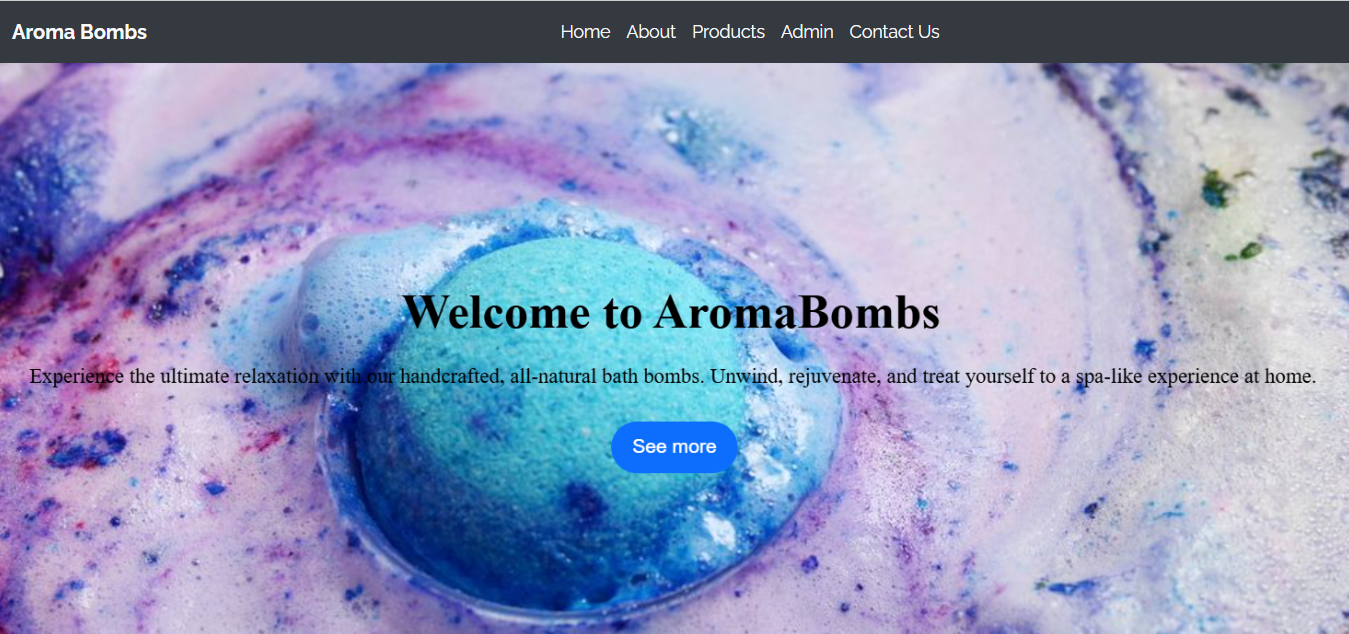 Aroma Bombs
Home About Products Admin Contact Us
Welcome to AromaBombs
Experience the ultimate relaxation with our handcrafted, all-natural bath bombs. Unwind, rejuvenate, and treat yourself to a spa-like experience at home.
See more